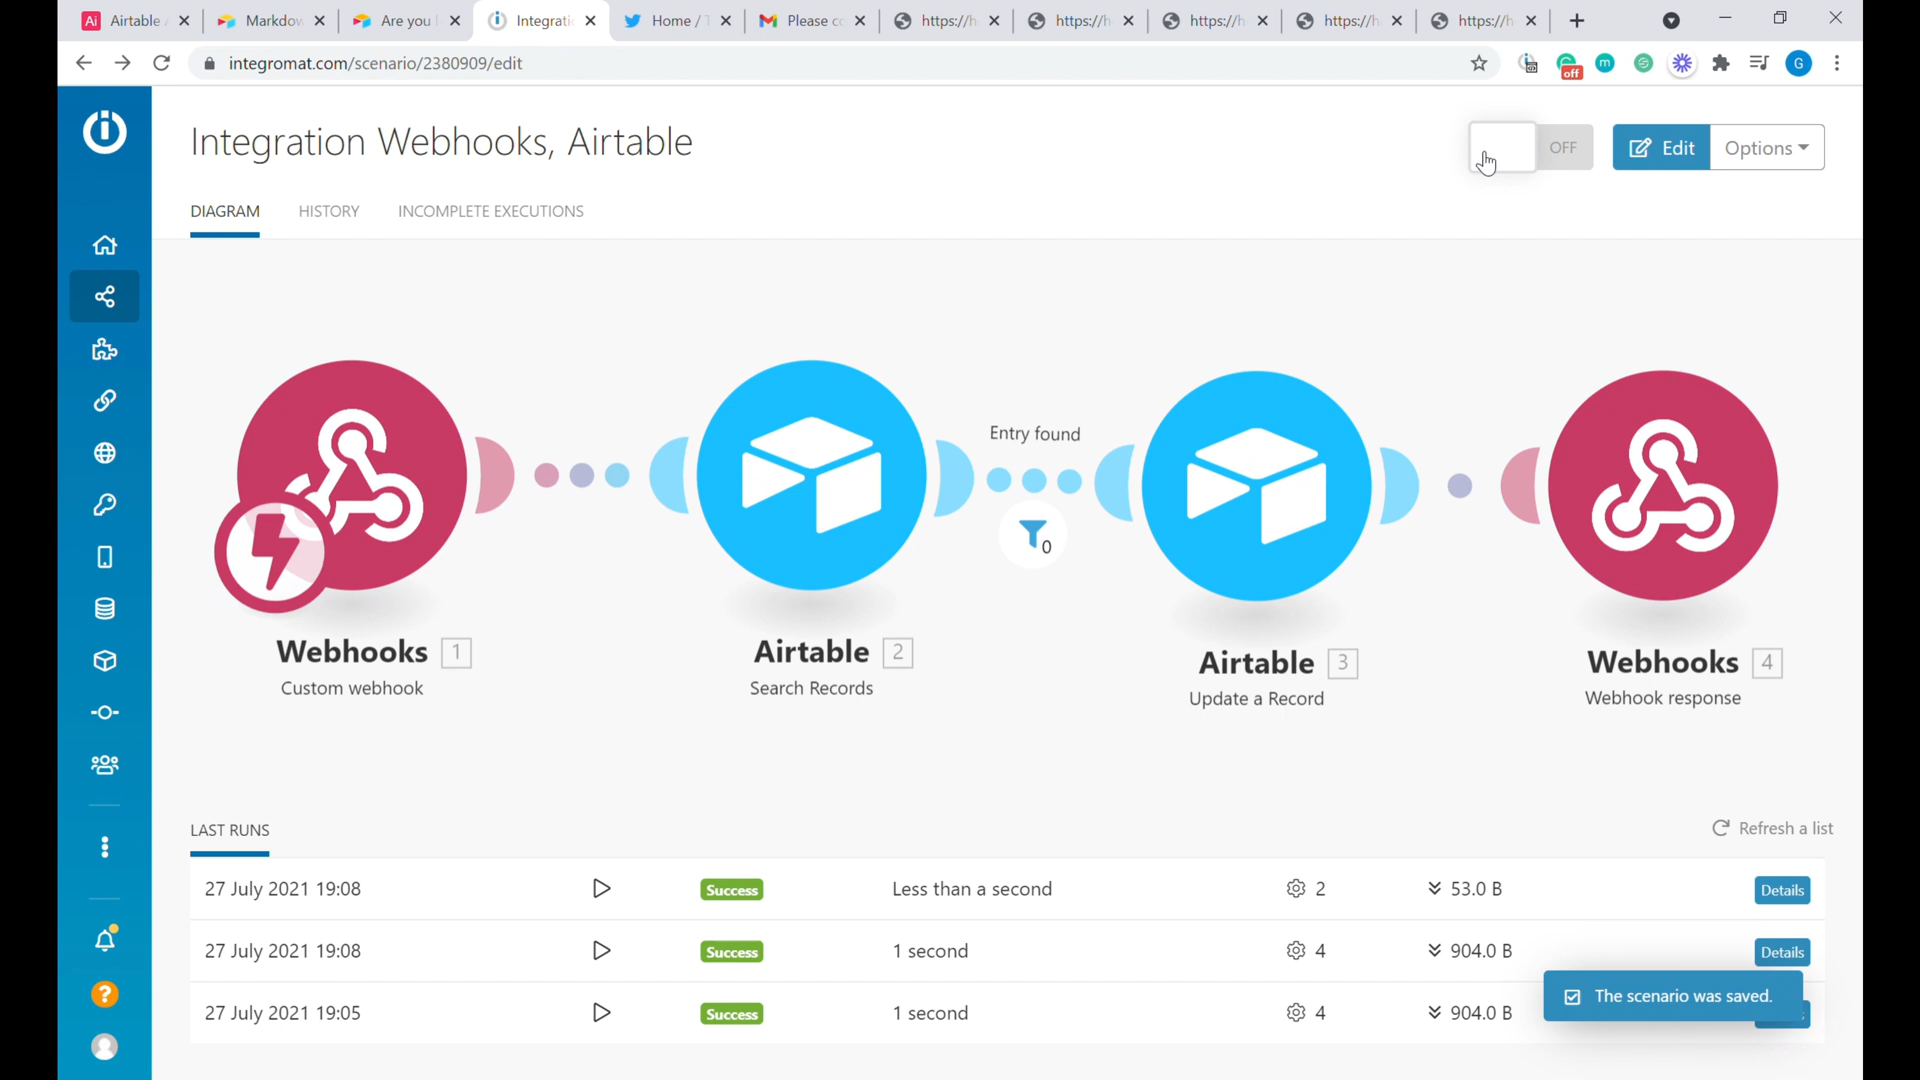 Ai Airtable
Markdow
Are you
Integrati
Home / T
Please co
https://h
https://h
https://h
https://h
https://h
integromat.com/scenario/2380909/edit
off
m
G
Integration Webhooks, Airtable
OFF
Edit
Options
DIAGRAM
HISTORY
INCOMPLETE EXECUTIONS
Entry found
0
Webhooks 1
Custom webhook
Airtable 2
Search Records
Airtable 3
Update a Record
Webhooks 4
Webhook response
LAST RUNS
Refresh a list
27 July 2021 19:08 Success Less than a second 2 53.0 B Details
27 July 2021 19:08 Success 1 second 4 904.0 B Details
27 July 2021 19:05 Success 1 second 4 904.0 B
The scenario was saved.
?